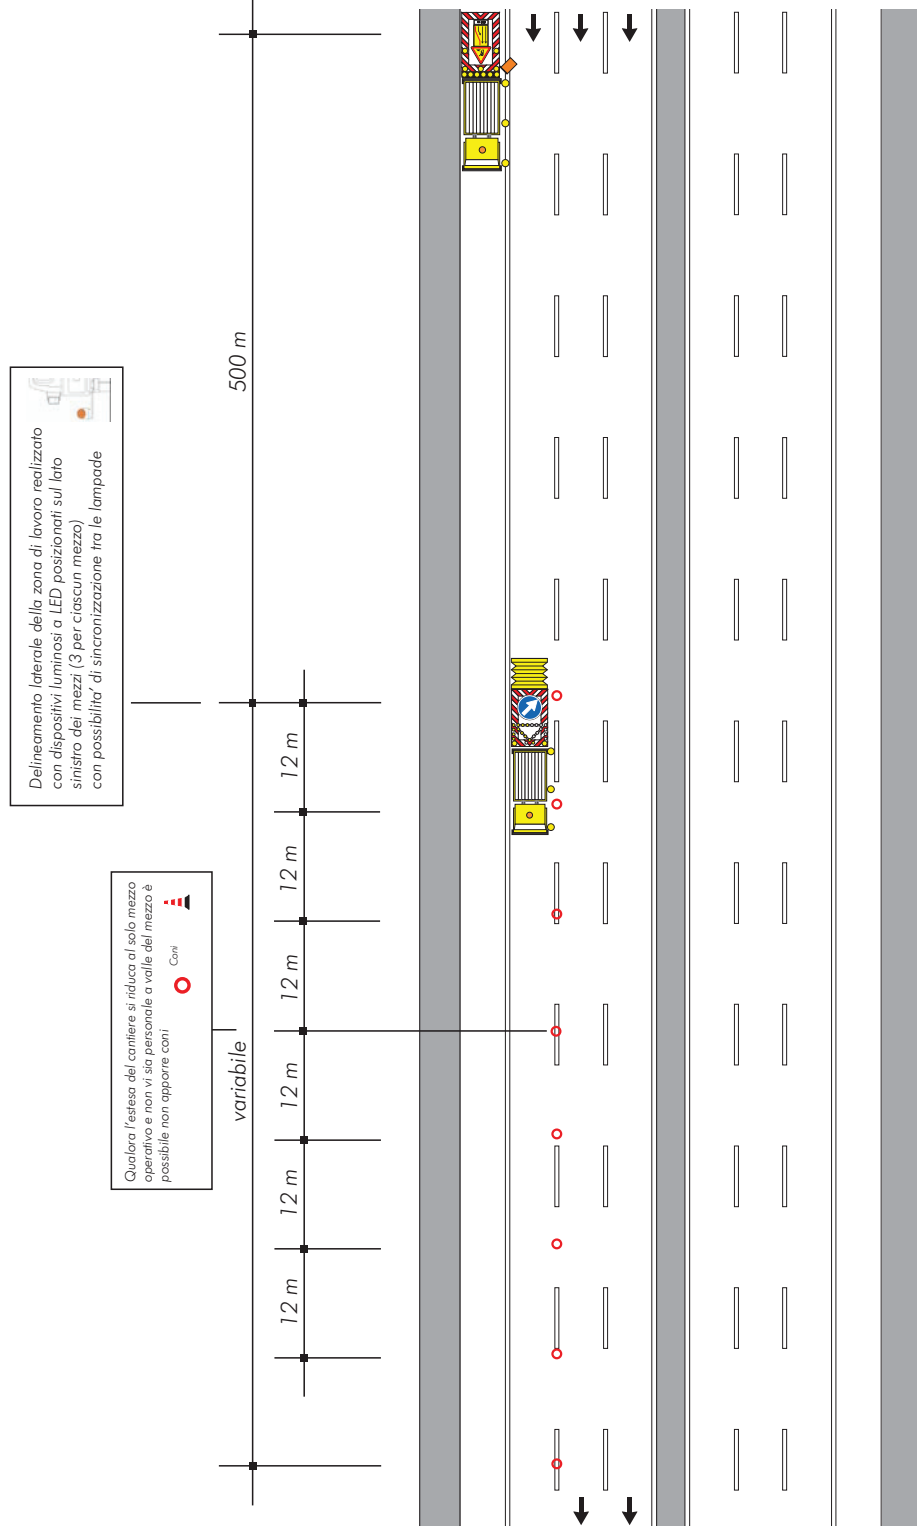 500 m
Delineamento laterale della zona di lavoro realizzato
con dispositivi luminosi a LED posizionati sul lato
sinistro dei mezzi (3 per ciascun mezzo)
con possibilita' di sincronizzazione tra le lampade
12 m
12 m
12 m
12 m
12 m
12 m
variabile
Qualora l'estesa del cantiere si riduca al solo mezzo
operativo e non vi sia personale a valle del mezzo è
possibile non apporre coni
Coni